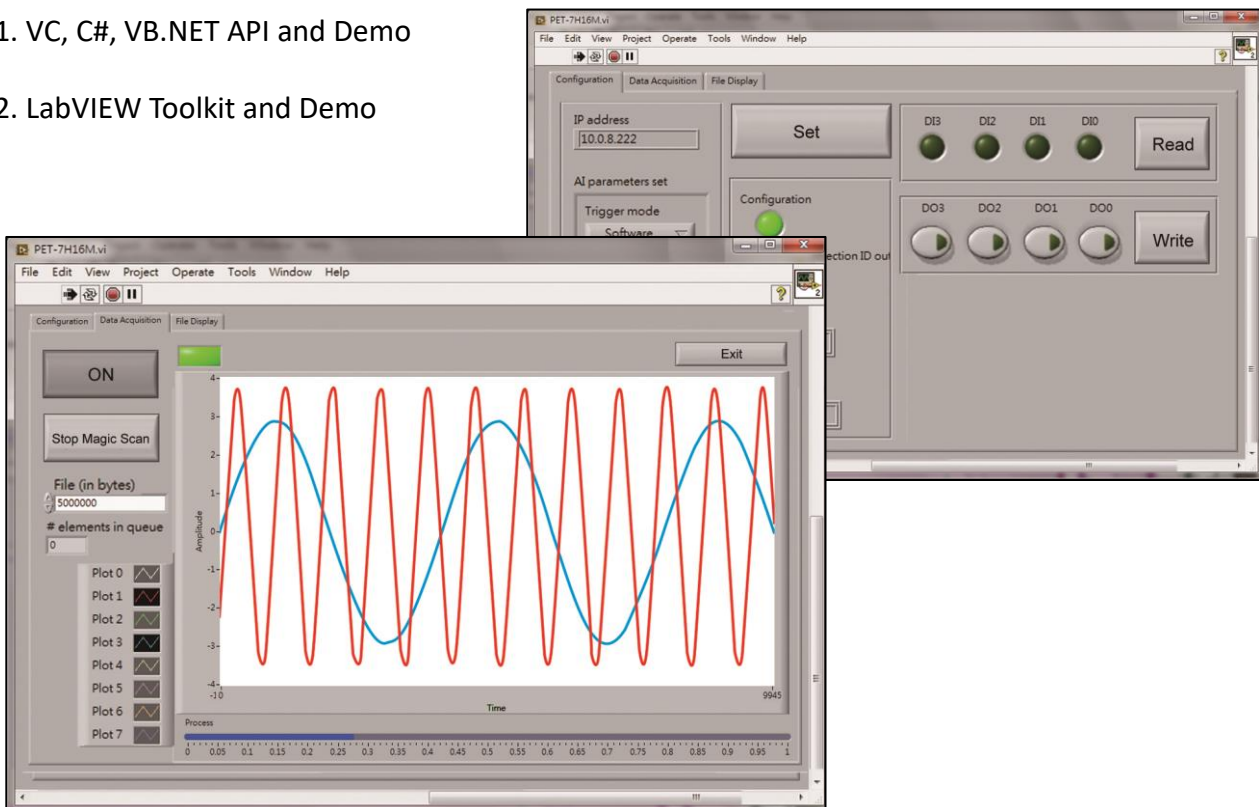 1. VC, C#, VB.NET API and Demo
2. LabVIEW Toolkit and Demo
PET-7H16M.vi
File Edit View Project Operate Tools Window Help
Configuration Data Acquisition File Display
IP address
10.0.8.222
Set
DI3 DI2 DI1 DI0
Read
AI parameters set
Trigger mode
Software
Configuration
ection ID out
DO3 DO2 DO1 DO0
Write
PET-7H16M.vi
File Edit View Project Operate Tools Window Help
Configuration Data Acquisition File Display
ON
Exit
Stop Magic Scan
File (in bytes)
5000000
# elements in queue
0
Plot 0
Plot 1
Plot 2
Plot 3
Plot 4
Plot 5
Plot 6
Plot 7
Amplitude
4
3
2
1
0
-1
-2
-3
-4
-10 9945
Time
Process
0 0.05 0.1 0.15 0.2 0.25 0.3 0.35 0.4 0.45 0.5 0.55 0.6 0.65 0.7 0.75 0.8 0.85 0.9 0.95 1